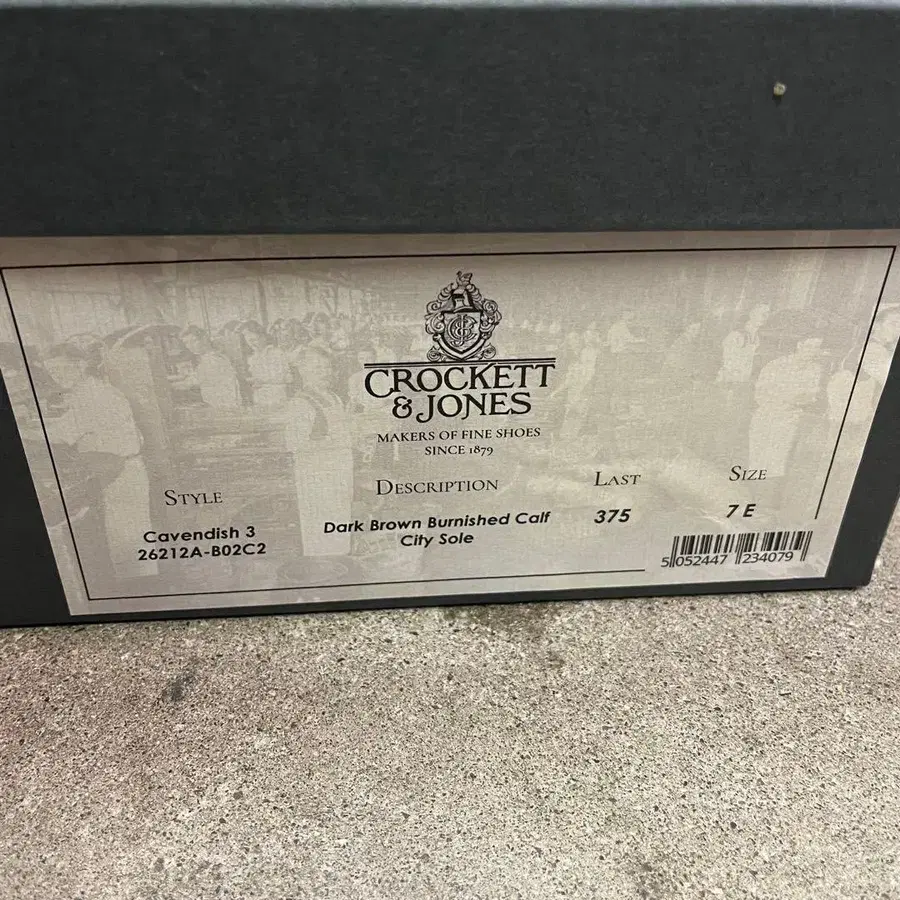 CROCKETT
& JONES
MAKERS OF FINE SHOES
SINCE 1879
STYLE
Cavendish 3
26212A-B02C2
DESCRIPTION
Dark Brown Burnished Calf
City Sole
LAST
375
SIZE
7 E
5 052447 234079